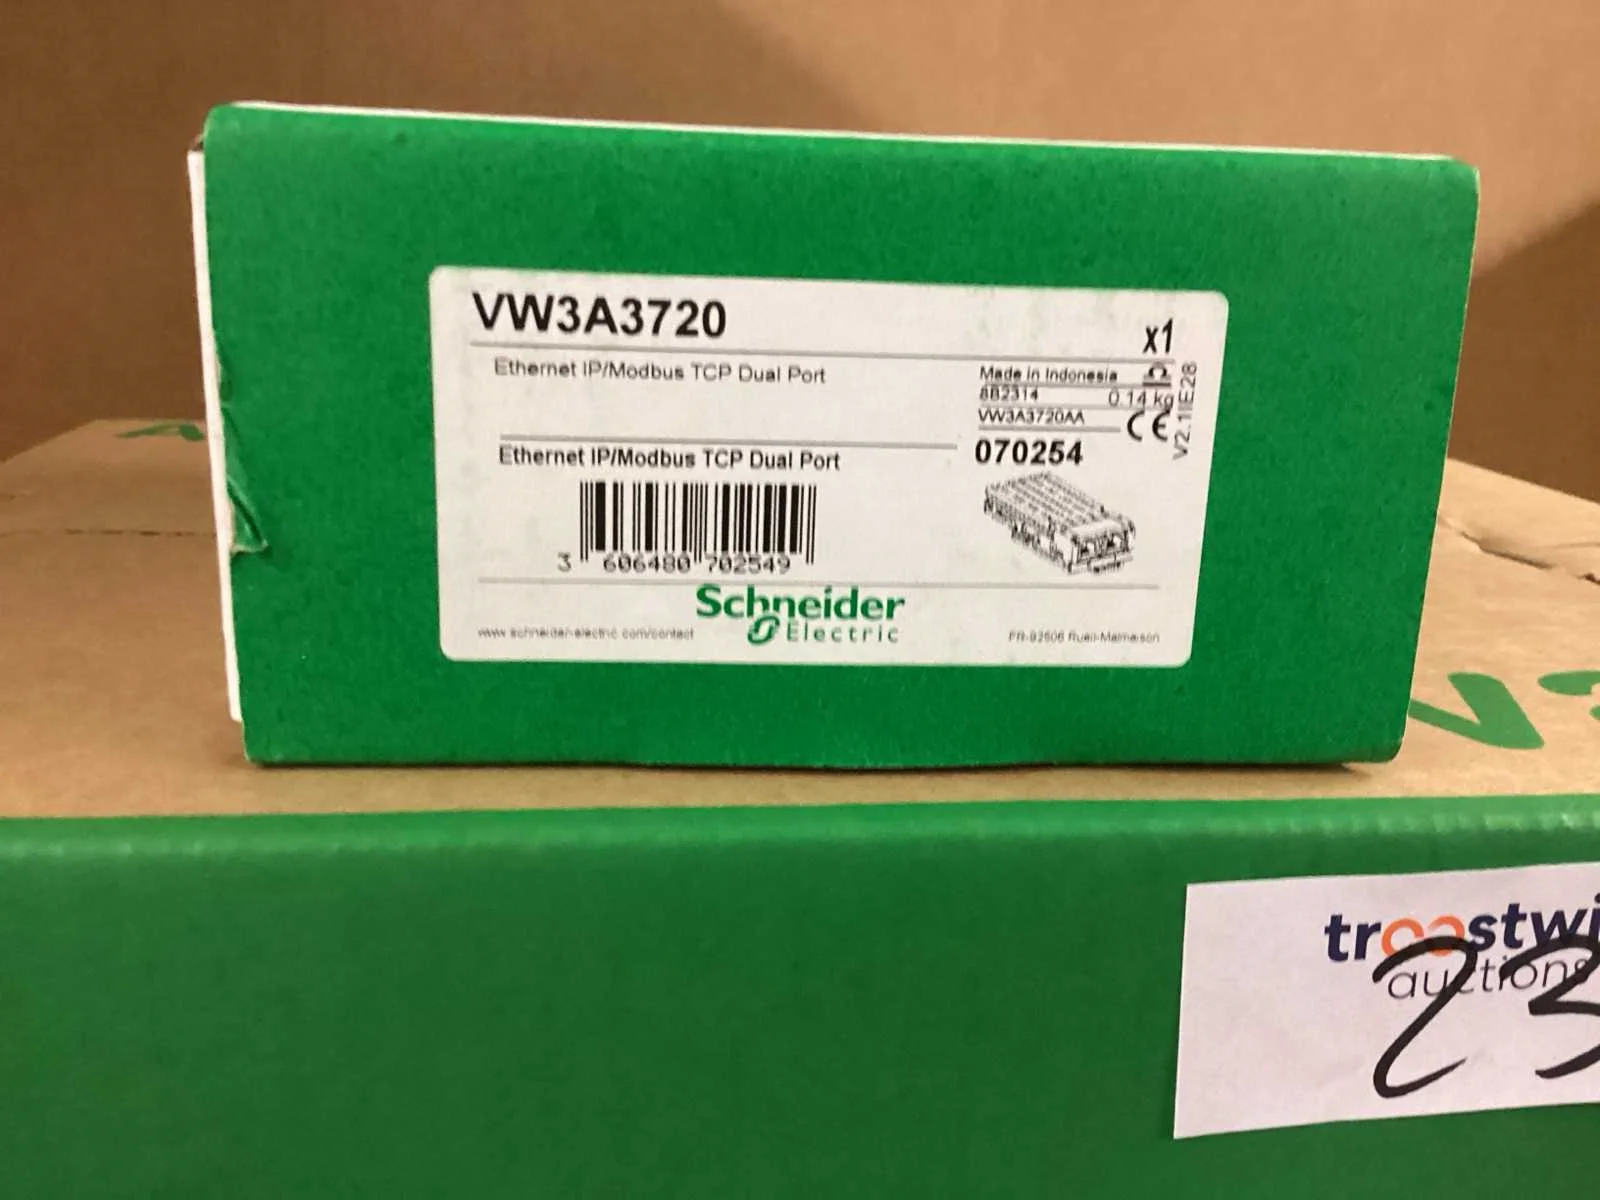 VW3A3720
x1
Ethernet IP/Modbus TCP Dual Port
Made in Indonesia
8B2314
0.14 kg
VW3A3720AA
CE
V2.1IE28
070254
Ethernet IP/Modbus TCP Dual Port
3 606480 702549
Schneider
Electric
www.schneider-electric.com/contact
FR-92506 Rueil-Malmaison
A
V
troostwi
auctions
23